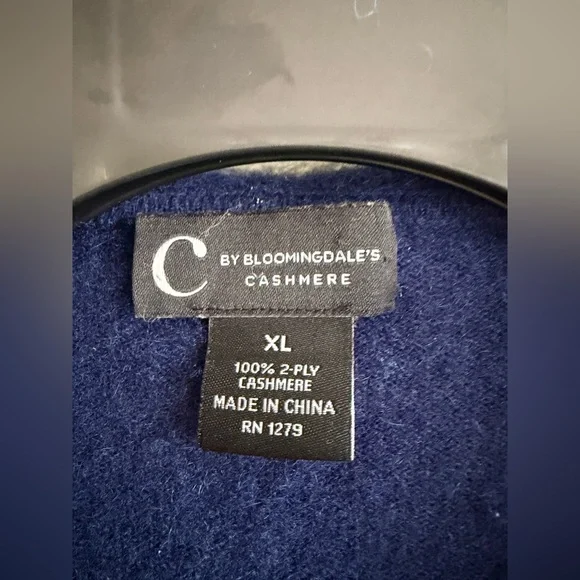 C BY BLOOMINGDALE'S
CASHMERE
XL
100% 2-PLY
CASHMERE
MADE IN CHINA
RN 1279